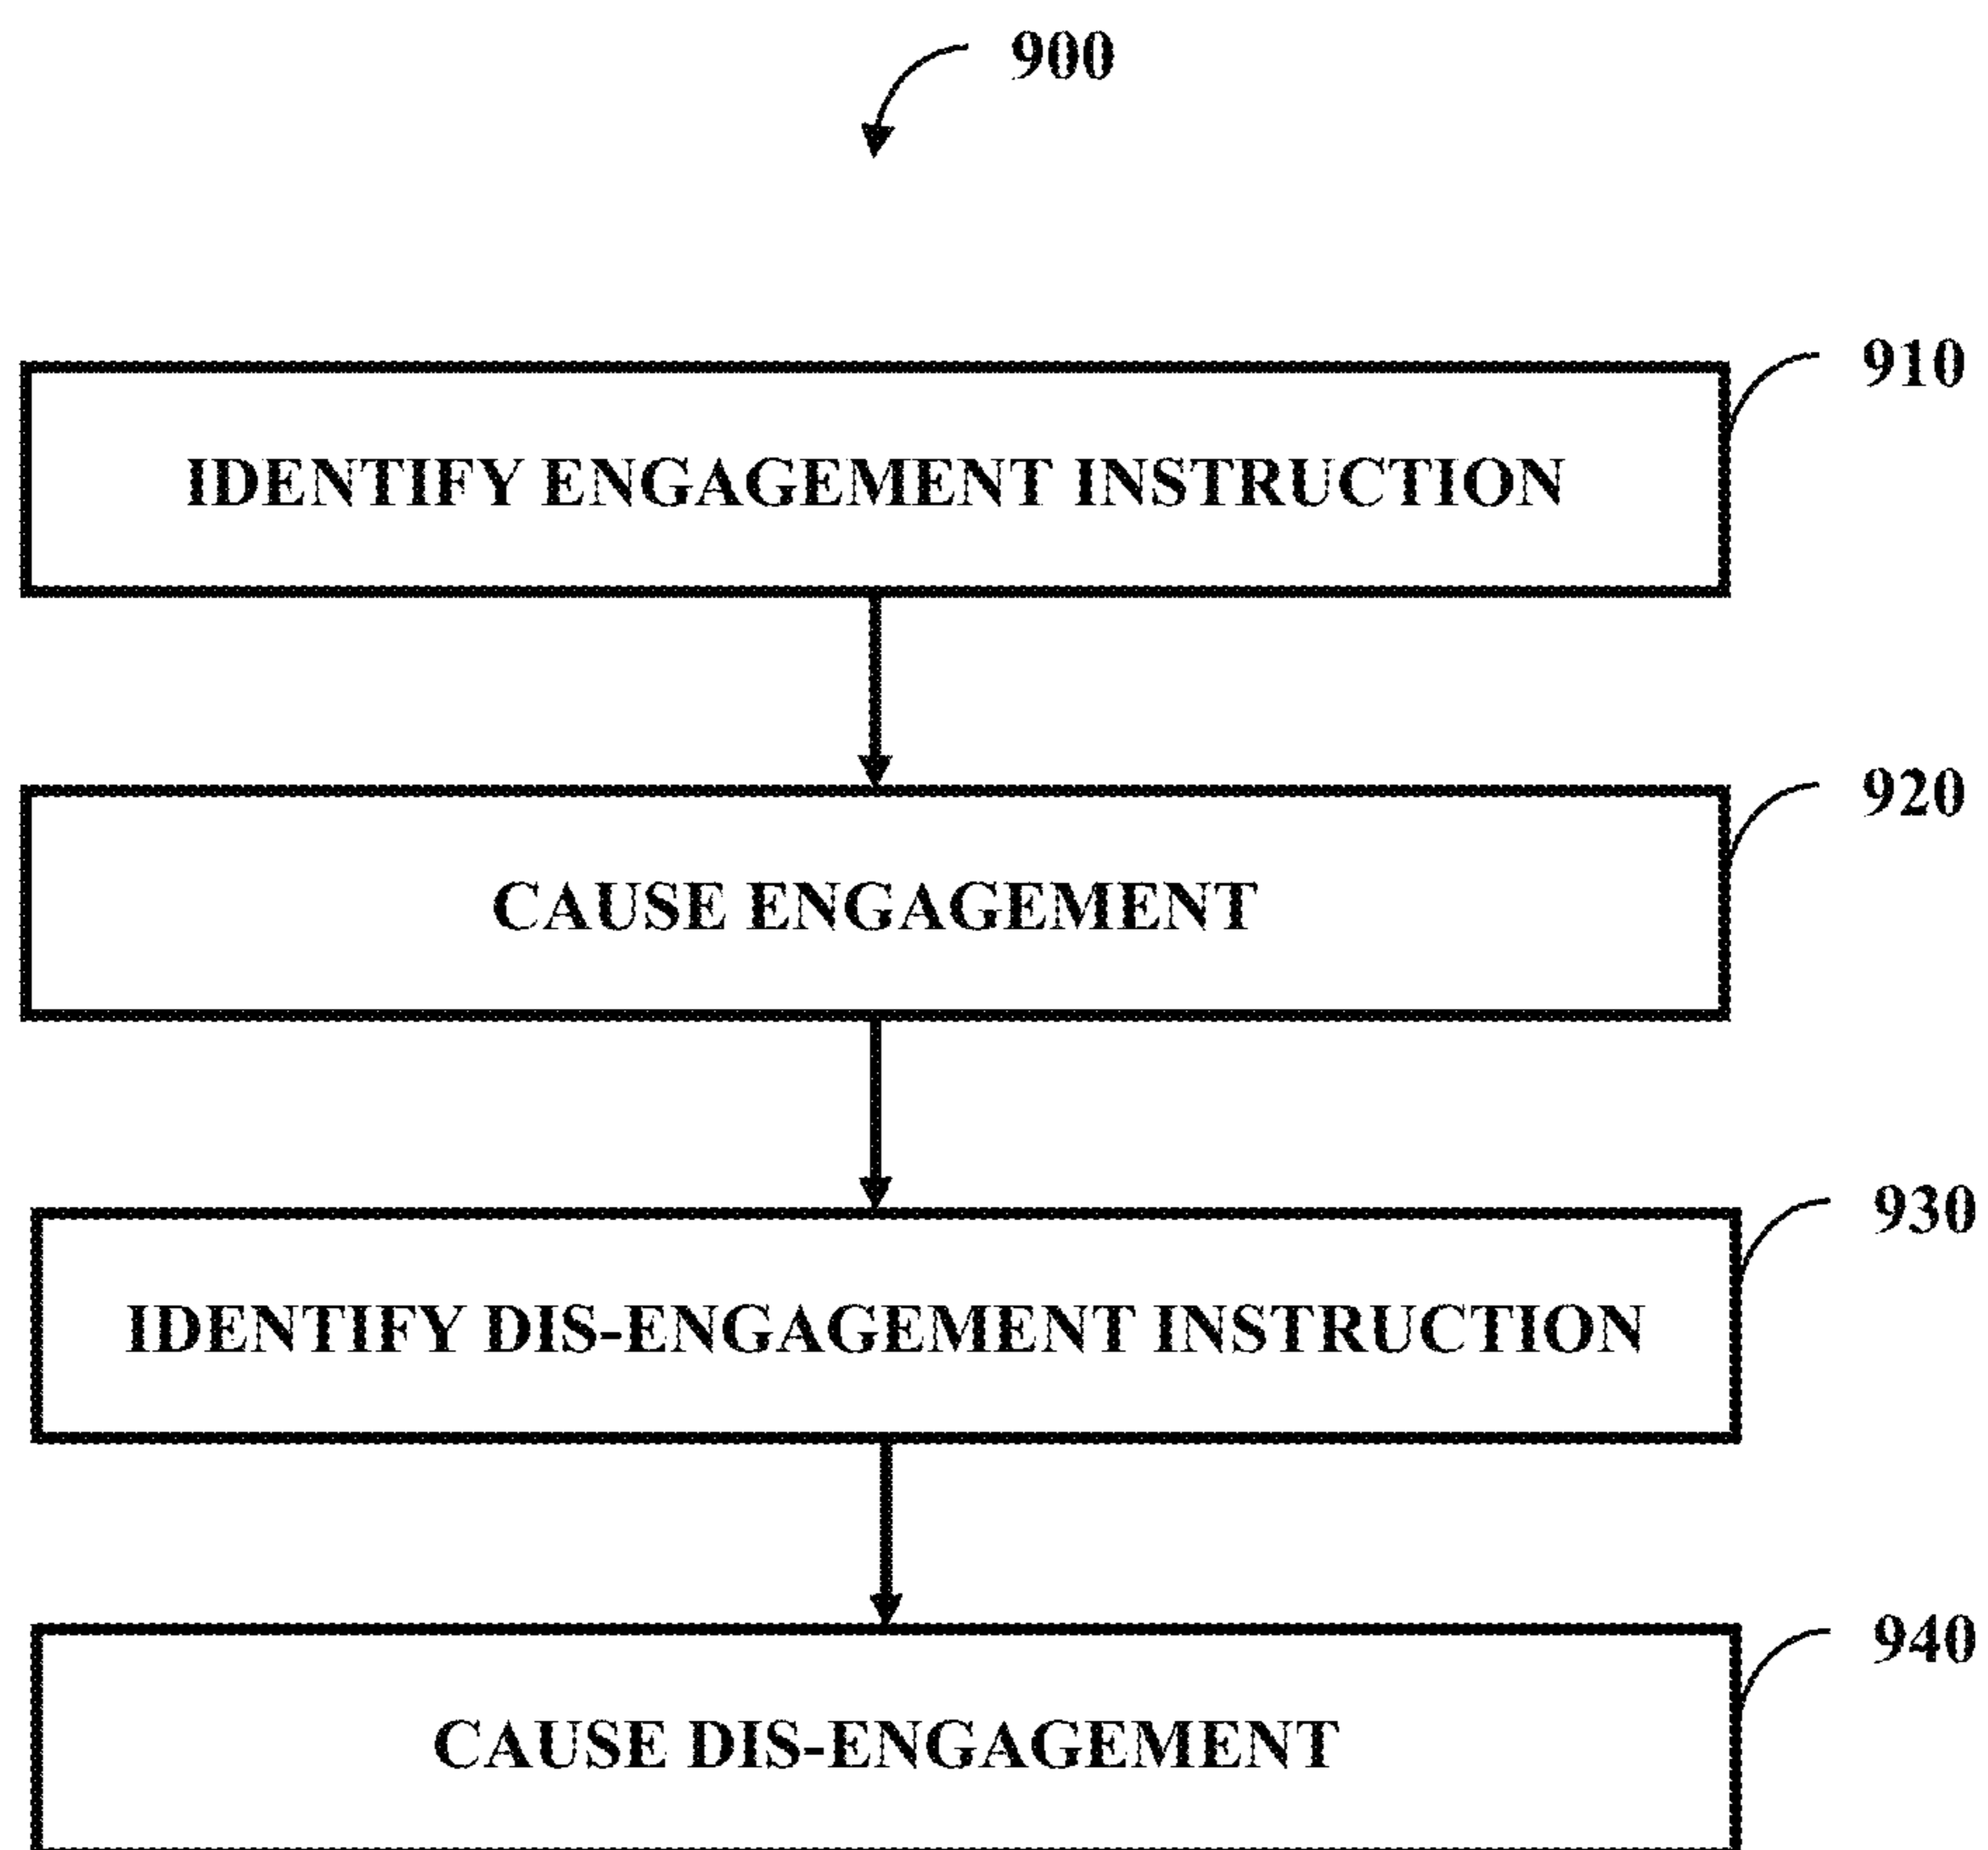 900
910
IDENTIFY ENGAGEMENT INSTRUCTION
920
CAUSE ENGAGEMENT
930
IDENTIFY DIS-ENGAGEMENT INSTRUCTION
940
CAUSE DIS-ENGAGEMENT